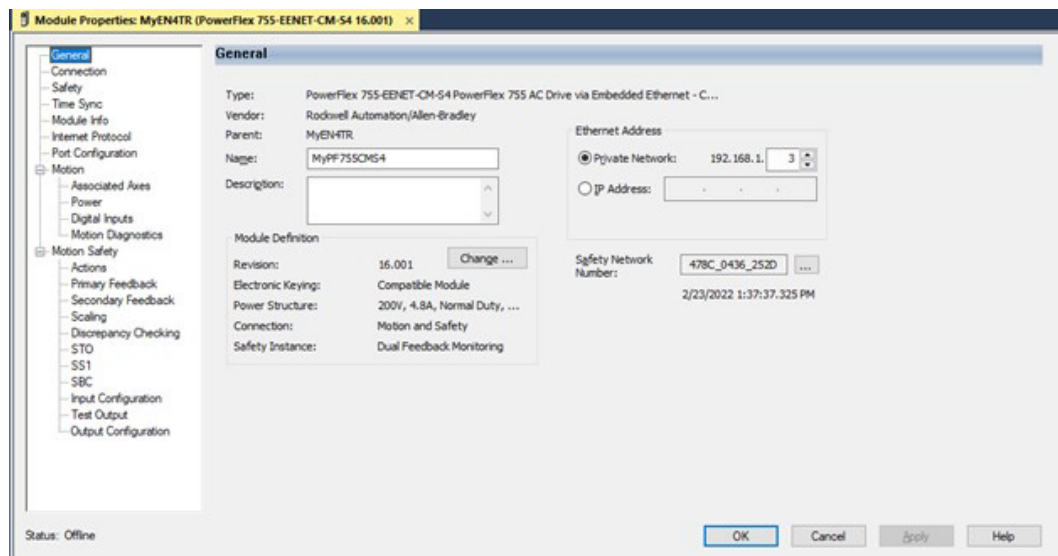 Module Properties: MyEN4TR (PowerFlex 755-EENET-CM-S4 16.001) ×
General
Connection
Safety
Time Sync
Module Info
Internet Protocol
Port Configuration
Motion
Associated Axes
Power
Digital Inputs
Motion Diagnostics
Motion Safety
Actions
Primary Feedback
Secondary Feedback
Scaling
Discrepancy Checking
STO
SS1
SBC
Input Configuration
Test Output
Output Configuration
General
Type: PowerFlex 755-EENET-CM-S4 PowerFlex 755 AC Drive via Embedded Ethernet - C...
Vendor: Rockwell Automation/Allen-Bradley
Parent: MyEN4TR
Name: MyPF755CMS4
Description:
Module Definition
Revision: 16.001 Change ...
Electronic Keying: Compatible Module
Power Structure: 200V, 4.8A, Normal Duty, ...
Connection: Motion and Safety
Safety Instance: Dual Feedback Monitoring
Ethernet Address
Private Network: 192.168.1. 3
IP Address: . . .
Safety Network Number: 478C_0436_252D ...
2/23/2022 1:37:37.325 PM
Status: Offline
OK Cancel Apply Help